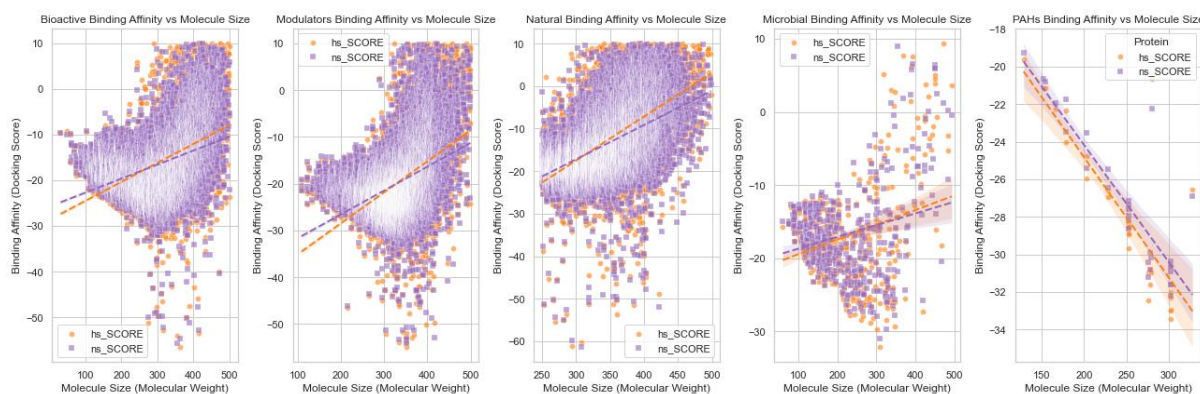 Bioactive Binding Affinity vs Molecule Size
Binding Affinity (Docking Score)
10
0
−10
−20
−30
−40
−50
hs_SCORE
ns_SCORE
100
200
300
400
500
Molecule Size (Molecular Weight)
Modulators Binding Affinity vs Molecule Size
Binding Affinity (Docking Score)
10
0
−10
−20
−30
−40
−50
hs_SCORE
ns_SCORE
100
200
300
400
500
Molecule Size (Molecular Weight)
Natural Binding Affinity vs Molecule Size
Binding Affinity (Docking Score)
10
0
−10
−20
−30
−40
−50
−60
hs_SCORE
ns_SCORE
250
300
350
400
450
500
Molecule Size (Molecular Weight)
Microbial Binding Affinity vs Molecule Size
Binding Affinity (Docking Score)
10
0
−10
−20
−30
hs_SCORE
ns_SCORE
100
200
300
400
500
Molecule Size (Molecular Weight)
PAHs Binding Affinity vs Molecule Size
Binding Affinity (Docking Score)
−18
−20
−22
−24
−26
−28
−30
−32
−34
Protein
hs_SCORE
ns_SCORE
150
200
250
300
Molecule Size (Molecular Weight)